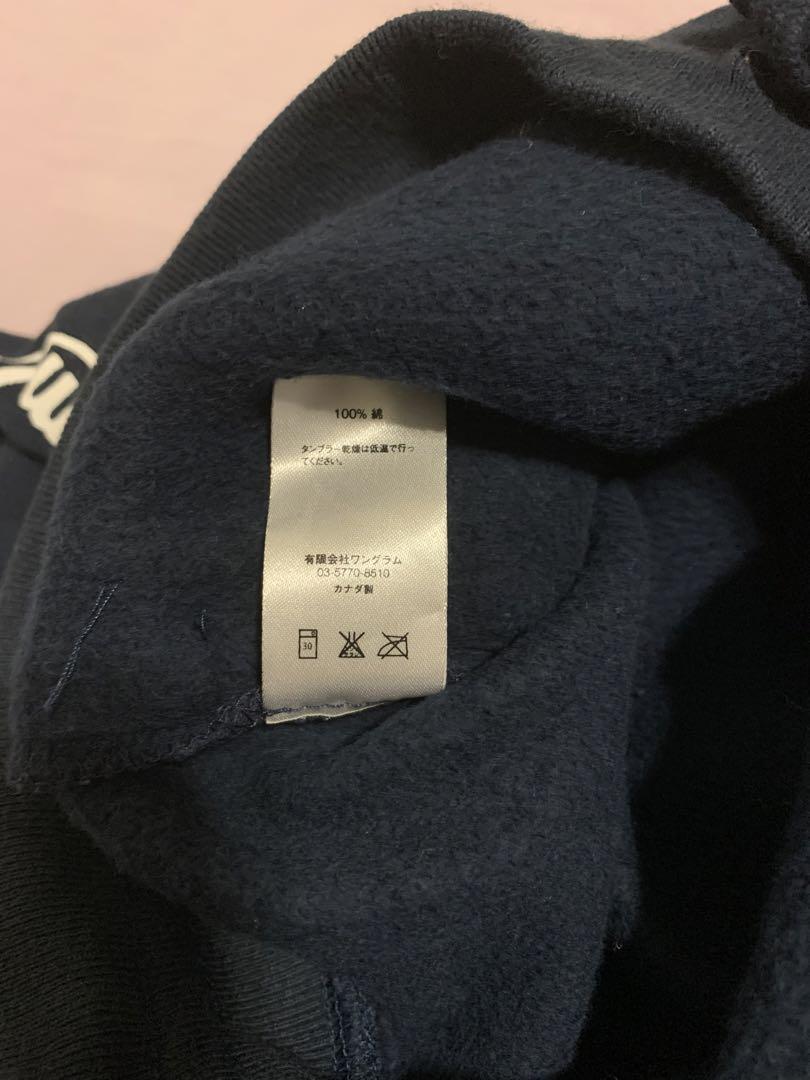 100% 綿
タンブラー乾燥は低温で行っ
てください。
有限会社ワングラム
03-5770-8510
カナダ製
30